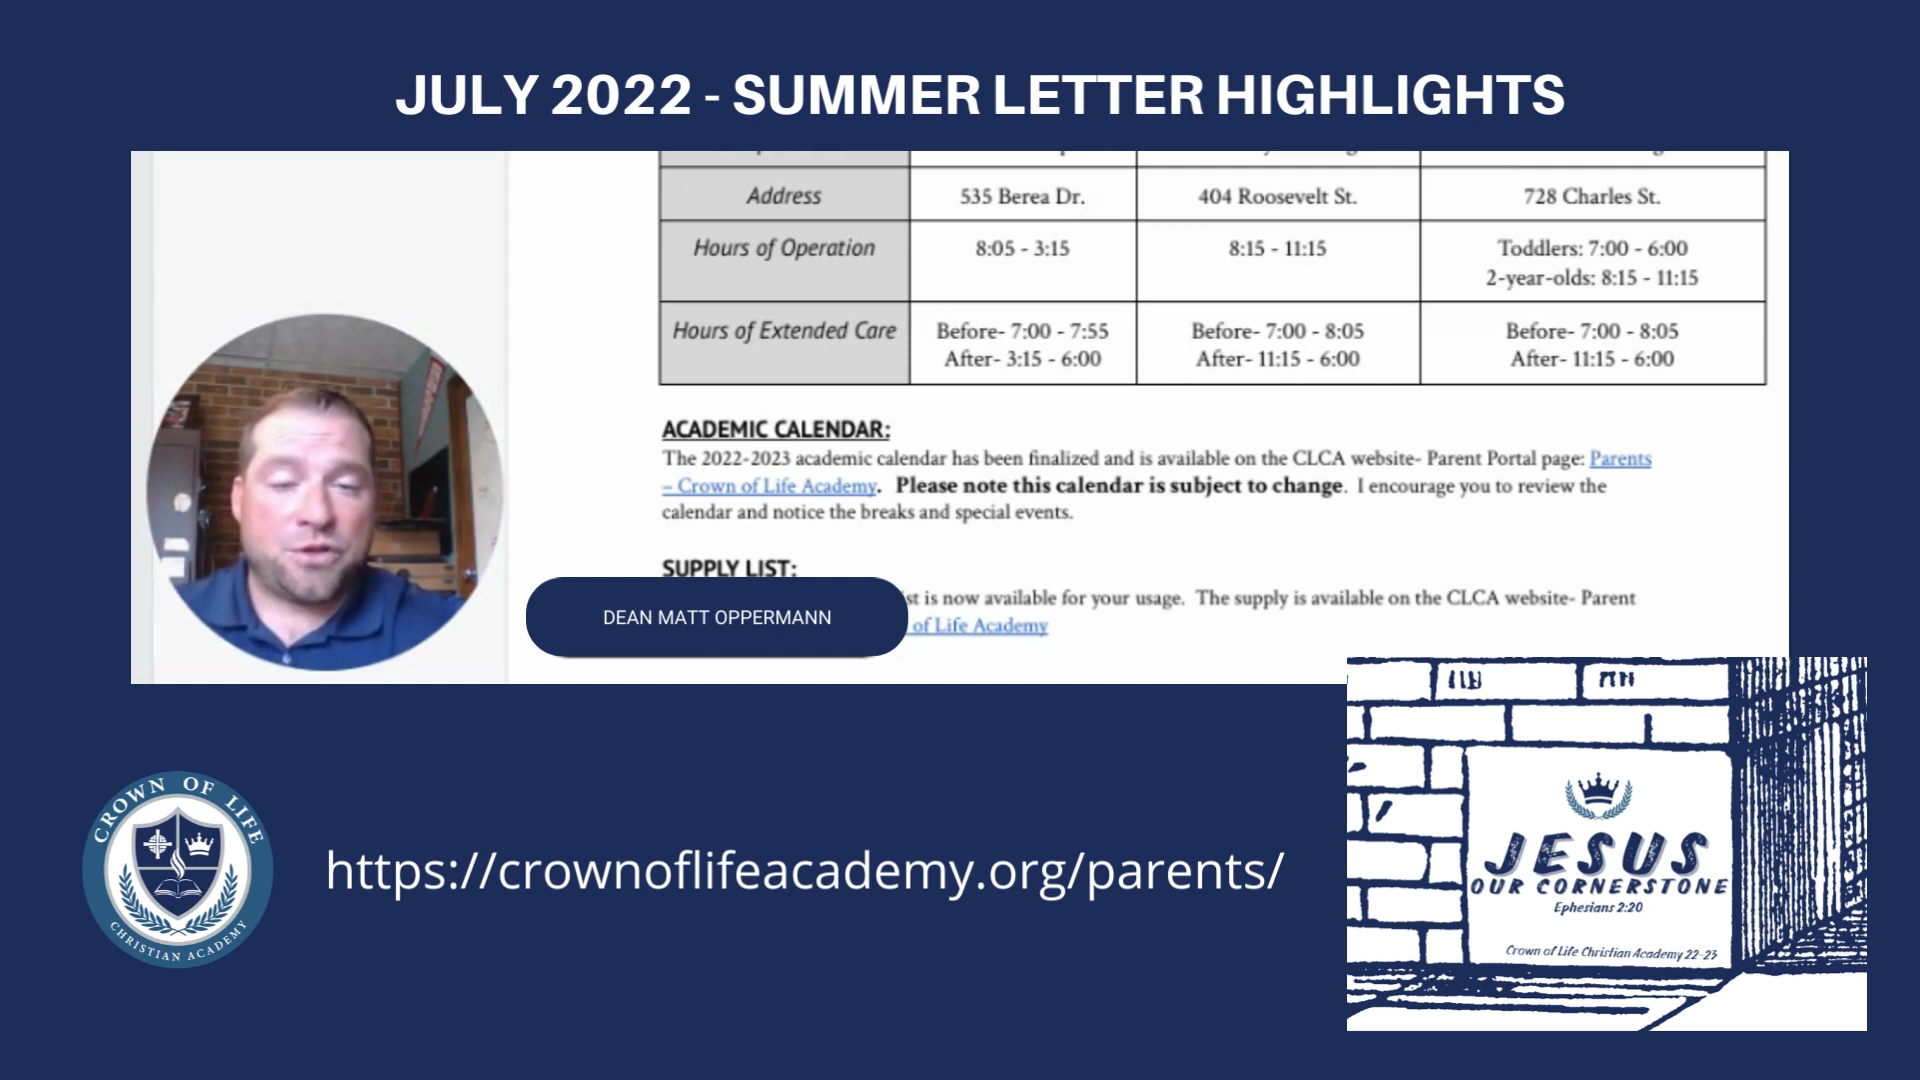 JULY 2022 - SUMMER LETTER HIGHLIGHTS
Address 535 Berea Dr. 404 Roosevelt St. 728 Charles St.
Hours of Operation 8:05 - 3:15 8:15 - 11:15 Toddlers: 7:00 - 6:00
2-year-olds: 8:15 - 11:15
Hours of Extended Care Before- 7:00 - 7:55 Before- 7:00 - 8:05 Before- 7:00 - 8:05
After- 3:15 - 6:00 After- 11:15 - 6:00 After- 11:15 - 6:00
ACADEMIC CALENDAR:
The 2022-2023 academic calendar has been finalized and is available on the CLCA website- Parent Portal page: Parents
– Crown of Life Academy. Please note this calendar is subject to change. I encourage you to review the
calendar and notice the breaks and special events.
SUPPLY LIST:
is now available for your usage. The supply is available on the CLCA website- Parent
of Life Academy
DEAN MATT OPPERMANN
CROWN OF LIFE
CHRISTIAN ACADEMY
https://crownoflifeacademy.org/parents/
JESUS
OUR CORNERSTONE
Ephesians 2:20
Crown of Life Christian Academy 22-23